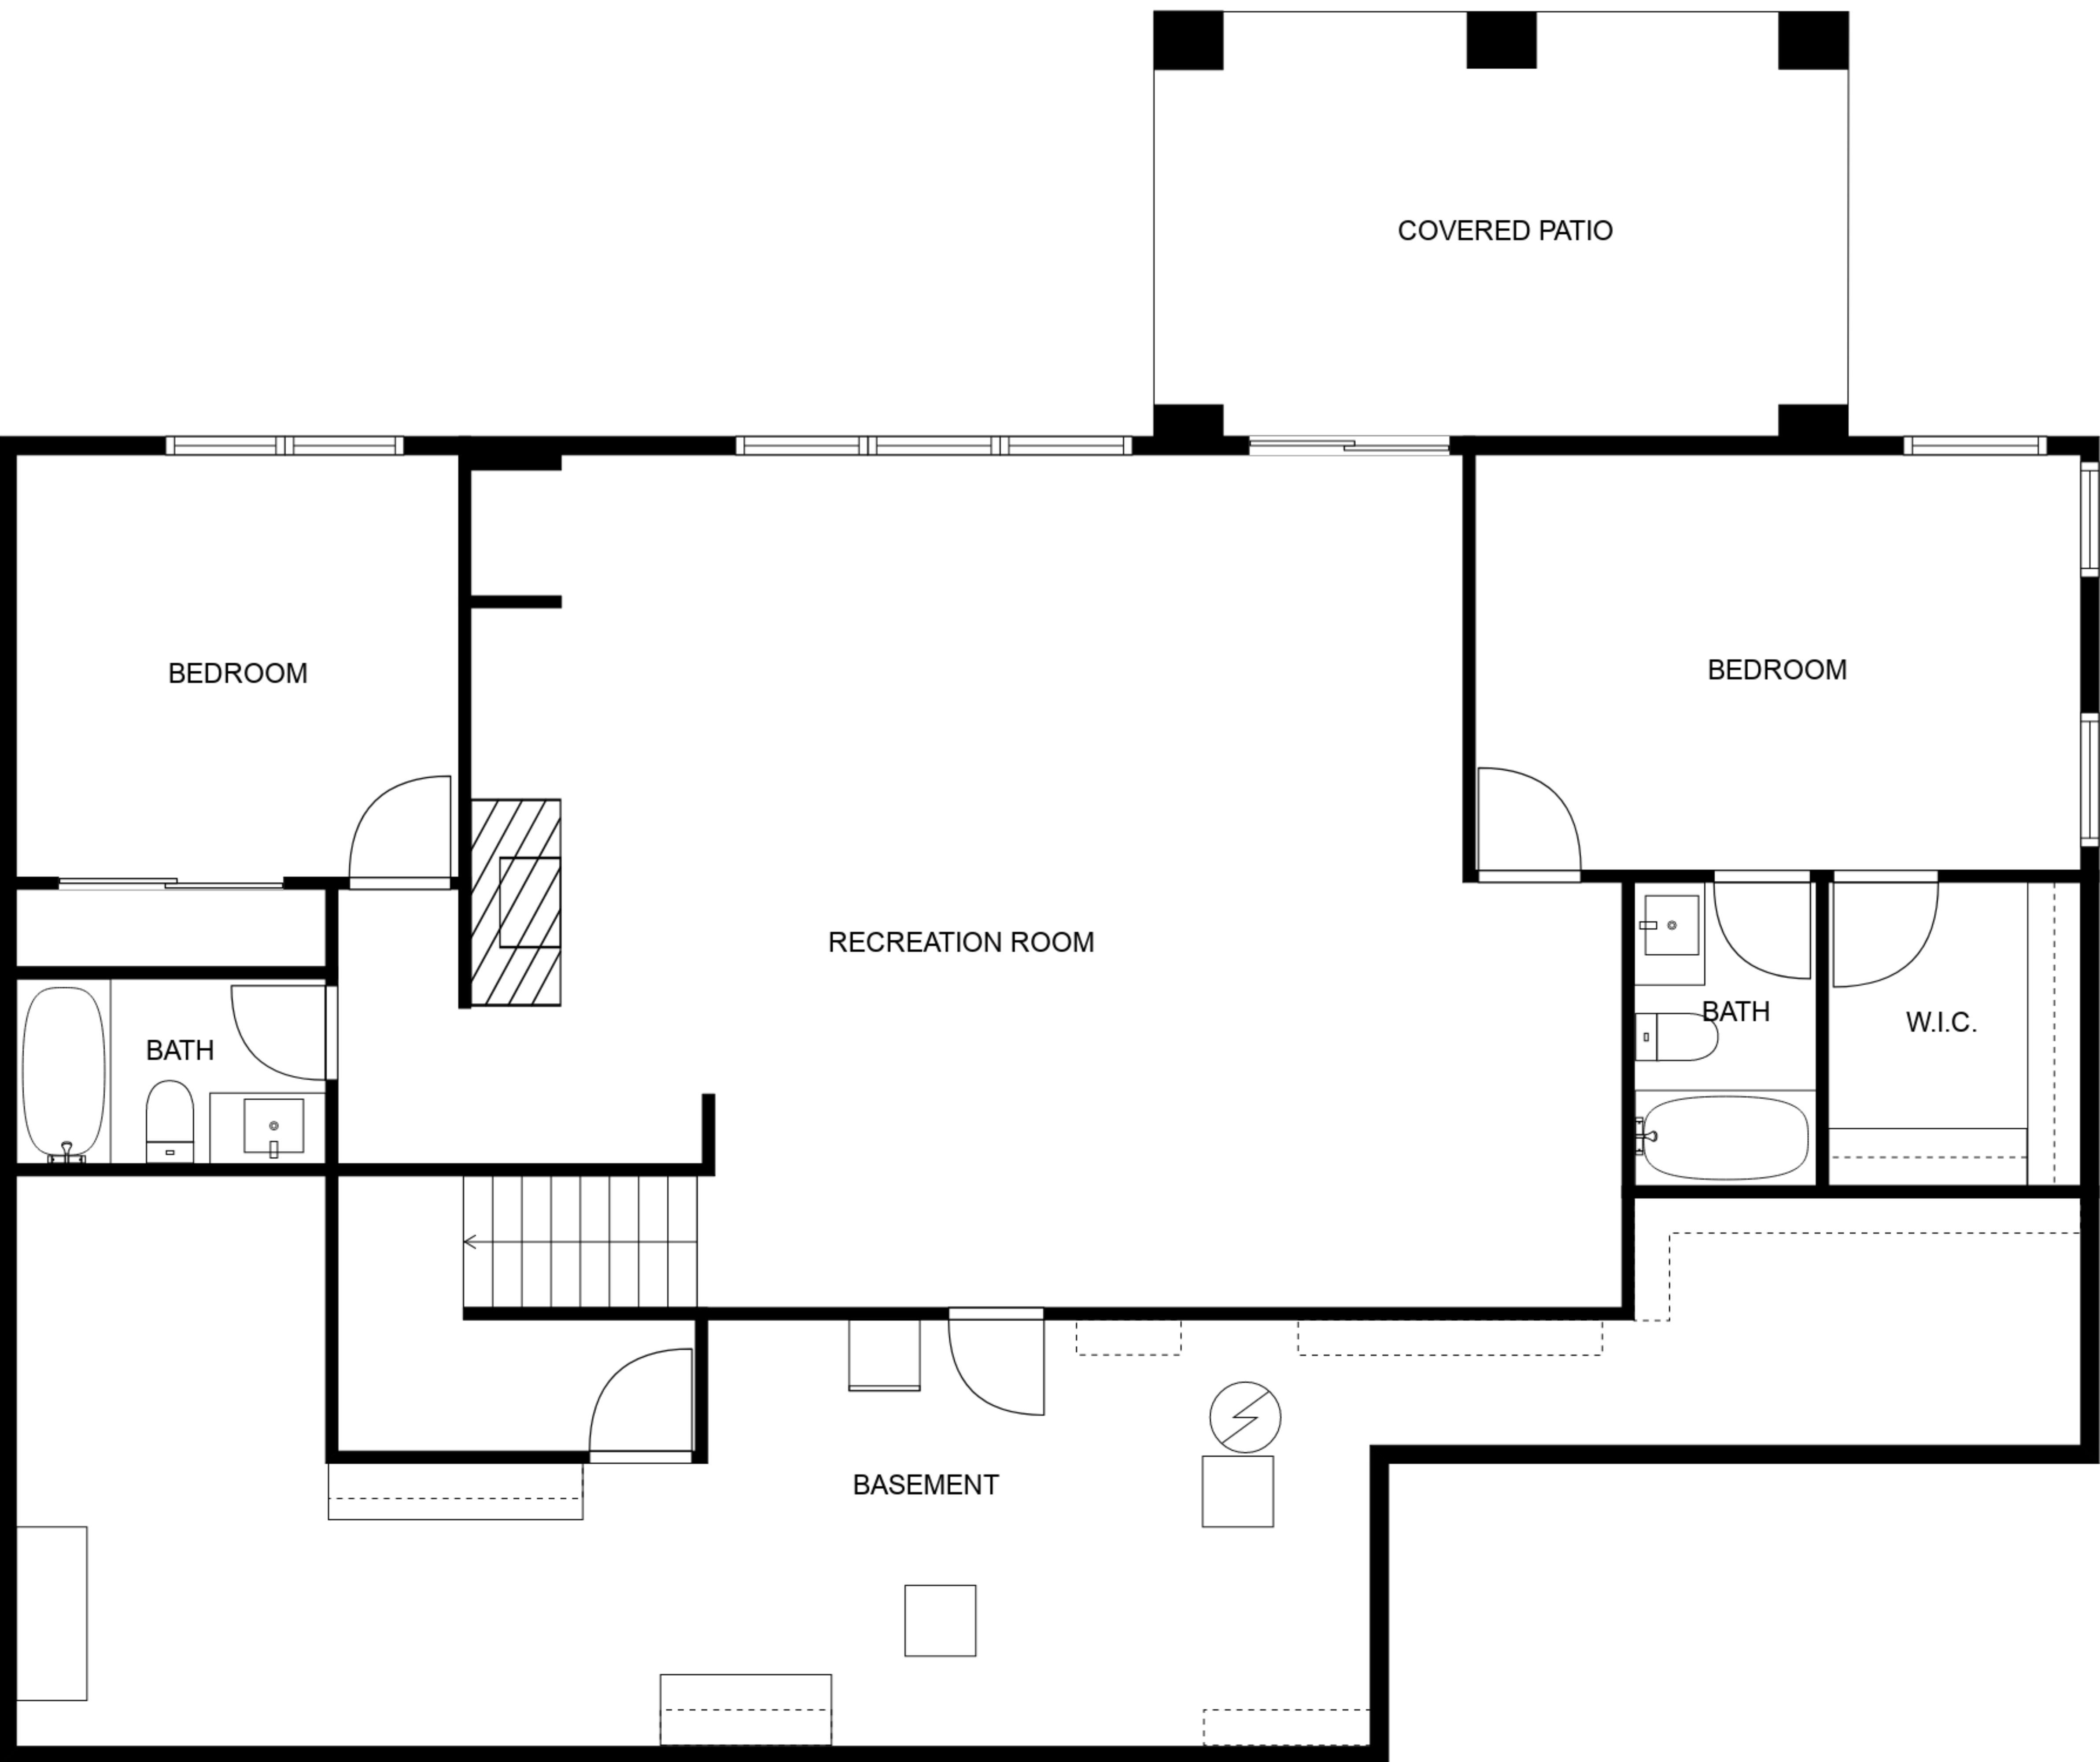 COVERED PATIO
BEDROOM
BEDROOM
RECREATION ROOM
BATH
W.I.C.
BATH
BASEMENT